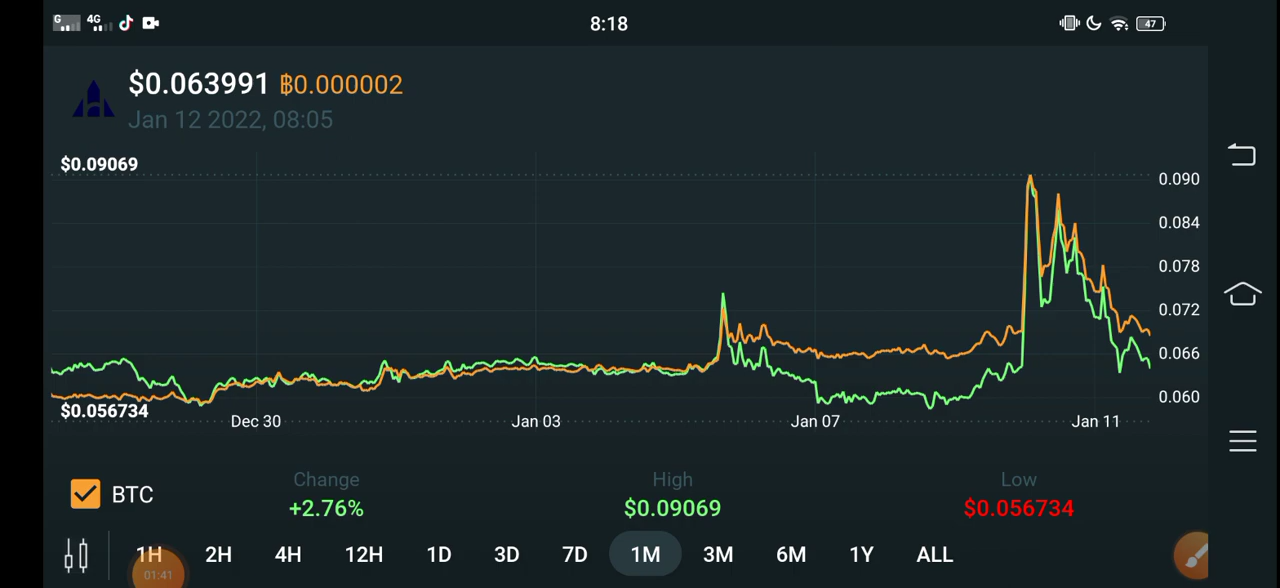 G 4G 8:18 47
$0.063991 ฿0.000002
Jan 12 2022, 08:05
$0.09069
0.090
0.084
0.078
0.072
0.066
0.060
$0.056734
Dec 30 Jan 03 Jan 07 Jan 11
BTC
Change High Low
+2.76% $0.09069 $0.056734
1H 2H 4H 12H 1D 3D 7D 1M 3M 6M 1Y ALL
01:41